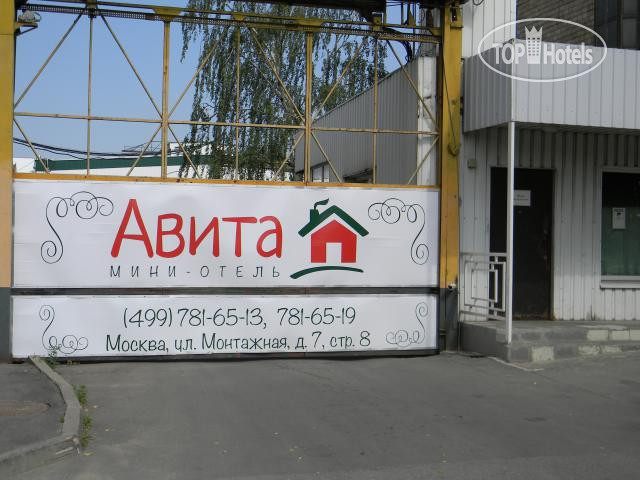 TOP Hotels
Авита
МИНИ-ОТЕЛЬ
(499) 781-65-13, 781-65-19
Москва, ул. Монтажная, д. 7, стр. 8